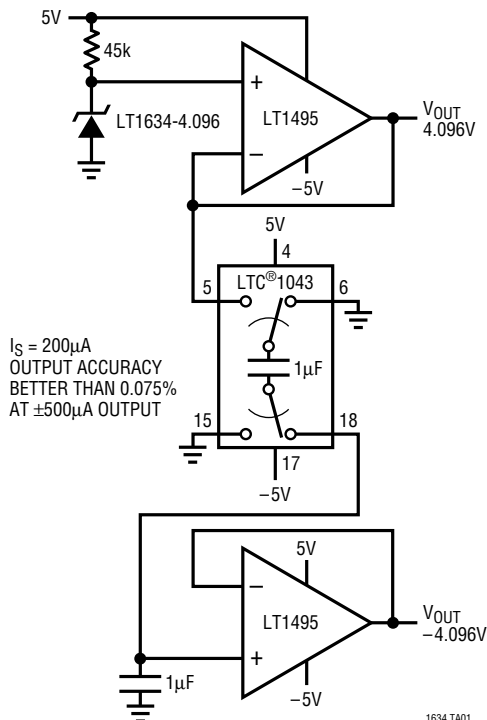 5V
45k
LT1634-4.096
+
−
LT1495
−5V
VOUT
4.096V
5V
4
5
LTC®1043
6
1µF
IS = 200µA
OUTPUT ACCURACY
BETTER THAN 0.075%
AT ±500µA OUTPUT
15
18
17
−5V
5V
−
LT1495
+
−5V
VOUT
−4.096V
1µF
1634 TA01